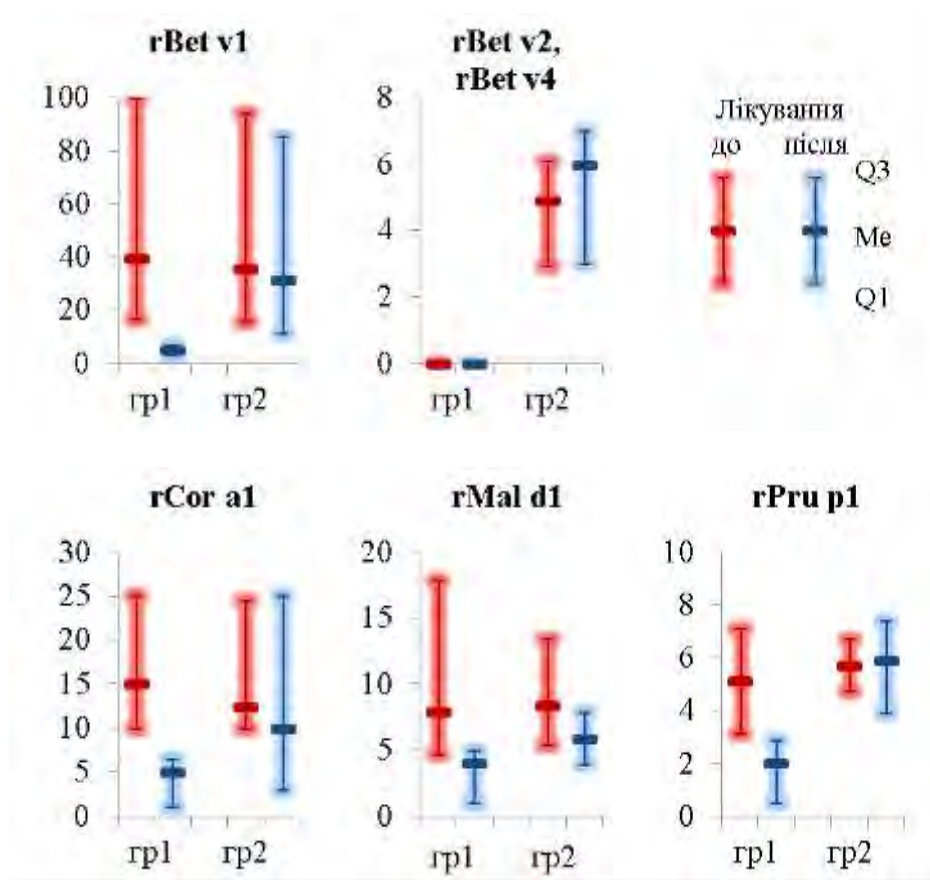 rBet v1
100
80
60
40
20
0
гр1 гр2
rBet v2,
rBet v4
8
6
4
2
0
гр1 гр2
Лікування
до після
Q3
Me
Q1
rCor a1
30
25
20
15
10
5
0
гр1 гр2
rMal d1
20
15
10
5
0
гр1 гр2
rPru p1
10
8
6
4
2
0
гр1 гр2